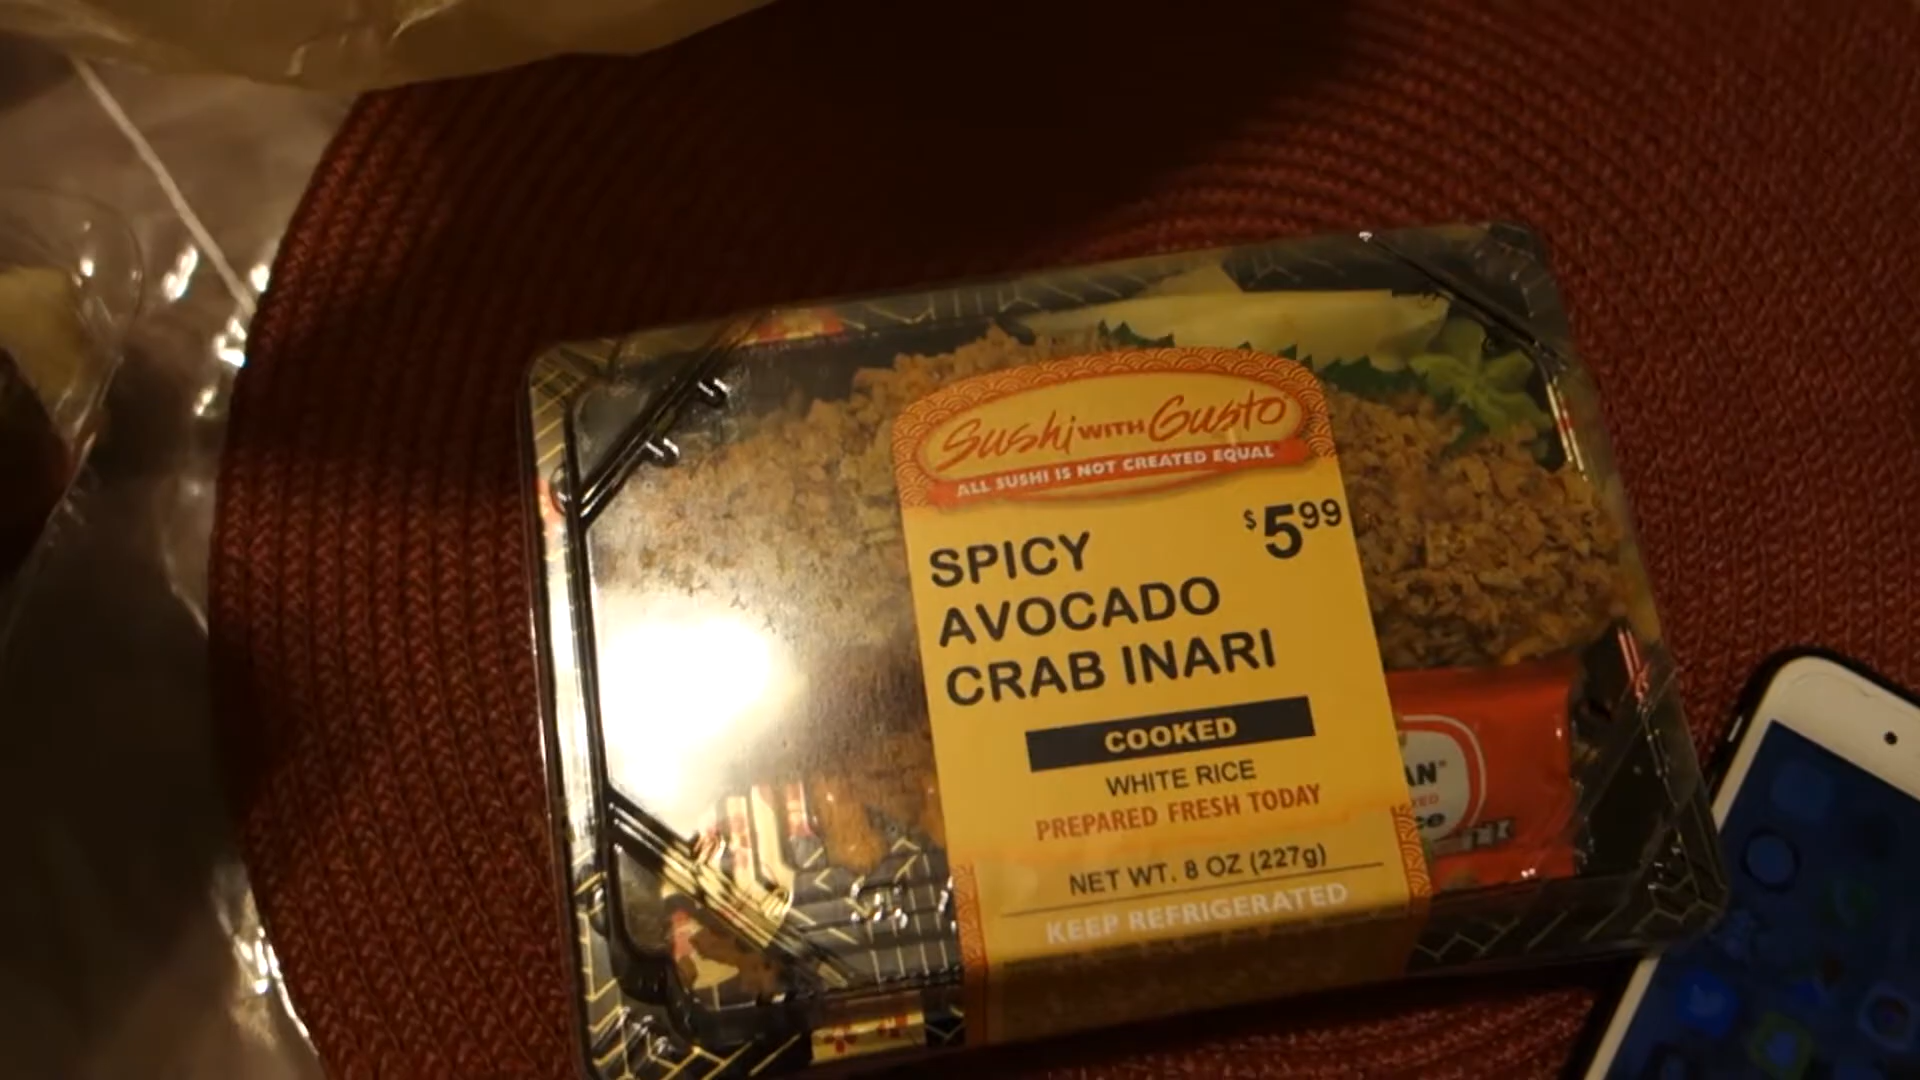 Sushi WITH Gusto
ALL SUSHI IS NOT CREATED EQUAL
$5.99
SPICY
AVOCADO
CRAB INARI
COOKED
WHITE RICE
PREPARED FRESH TODAY
NET WT. 8 OZ (227g)
KEEP REFRIGERATED